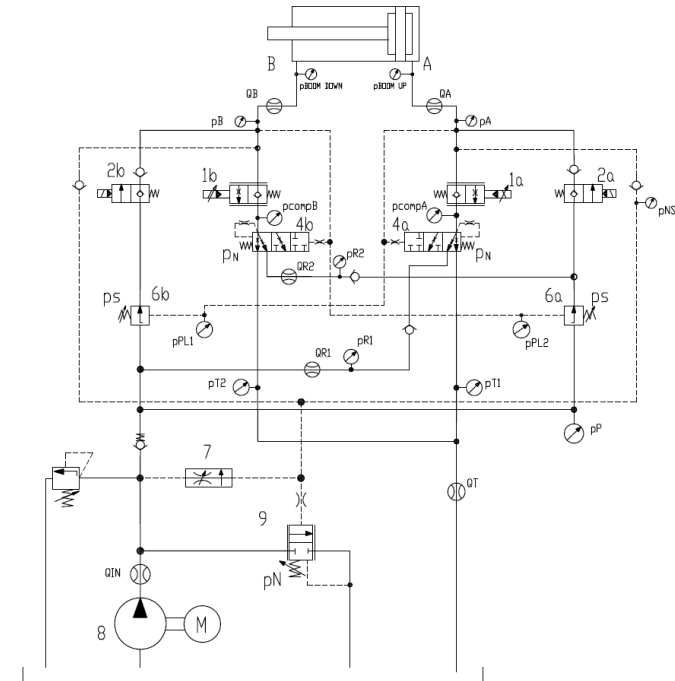 B A
pBOOM DOWN pBOOM UP
QB QA
pB pA
2b 1b 1a 2a
pcompB pcompA
4b 4a
pNS
pN pR2 pN
QR2
ps 6b 6a ps
pPL1 pR1 pPL2
QR1
pT2 pT1
pP
7
QT
9
QIN pN
8 M